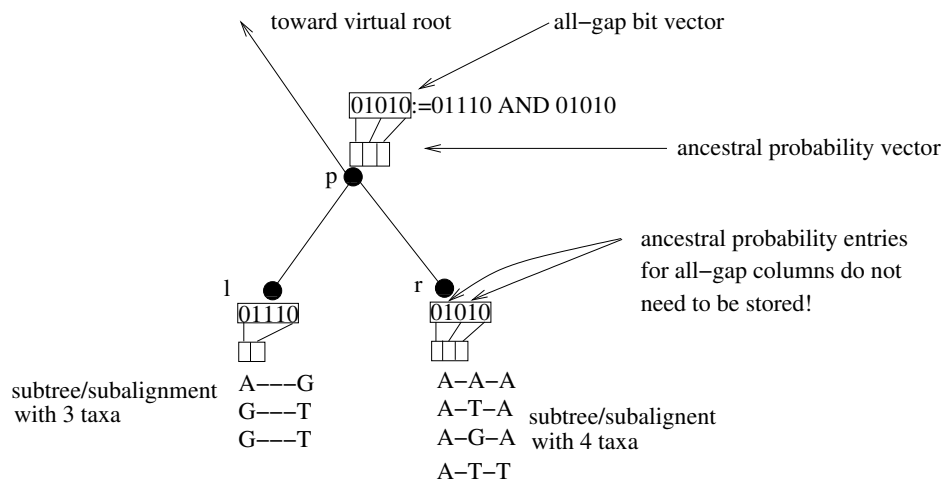 toward virtual root
all−gap bit vector
01010:=01110 AND 01010
ancestral probability vector
p
ancestral probability entries
for all−gap columns do not
need to be stored!
l
r
01110
01010
subtree/subalignment
with 3 taxa
A−−−G
G−−−T
G−−−T
A−A−A
A−T−A
A−G−A
A−T−T
subtree/subalignent
with 4 taxa